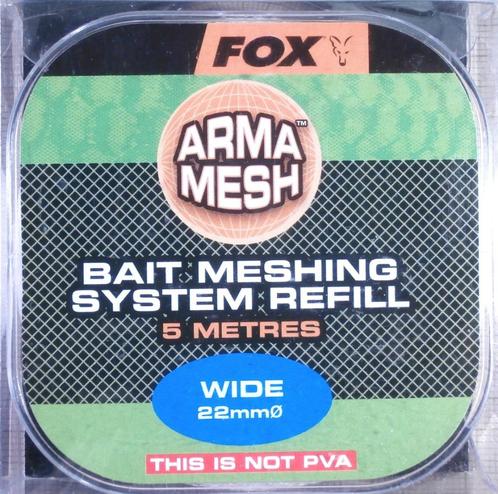 FOX
ARMA™
MESH
BAIT MESHING
SYSTEM REFILL
5 METRES
WIDE
22mmØ
THIS IS NOT PVA